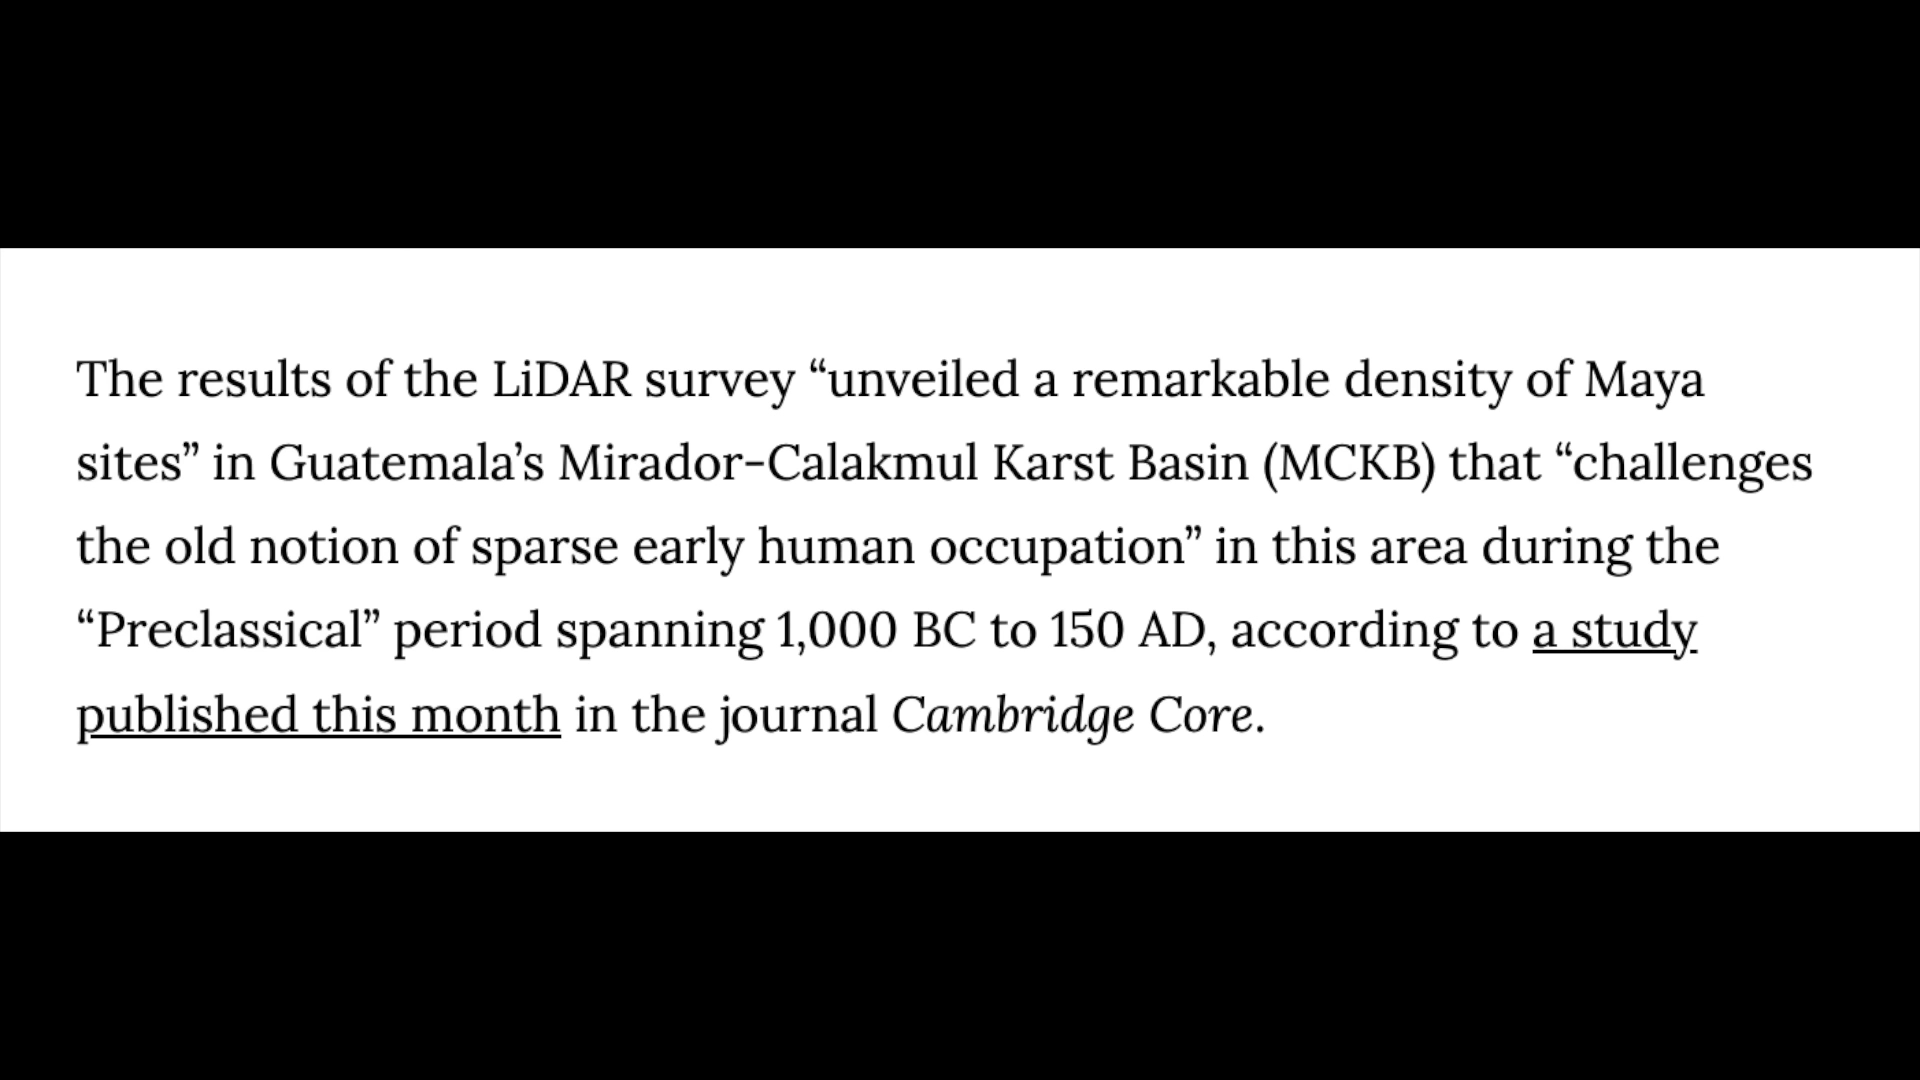 The results of the LiDAR survey “unveiled a remarkable density of Maya
sites” in Guatemala’s Mirador-Calakmul Karst Basin (MCKB) that “challenges
the old notion of sparse early human occupation” in this area during the
“Preclassical” period spanning 1,000 BC to 150 AD, according to a study
published this month in the journal Cambridge Core.